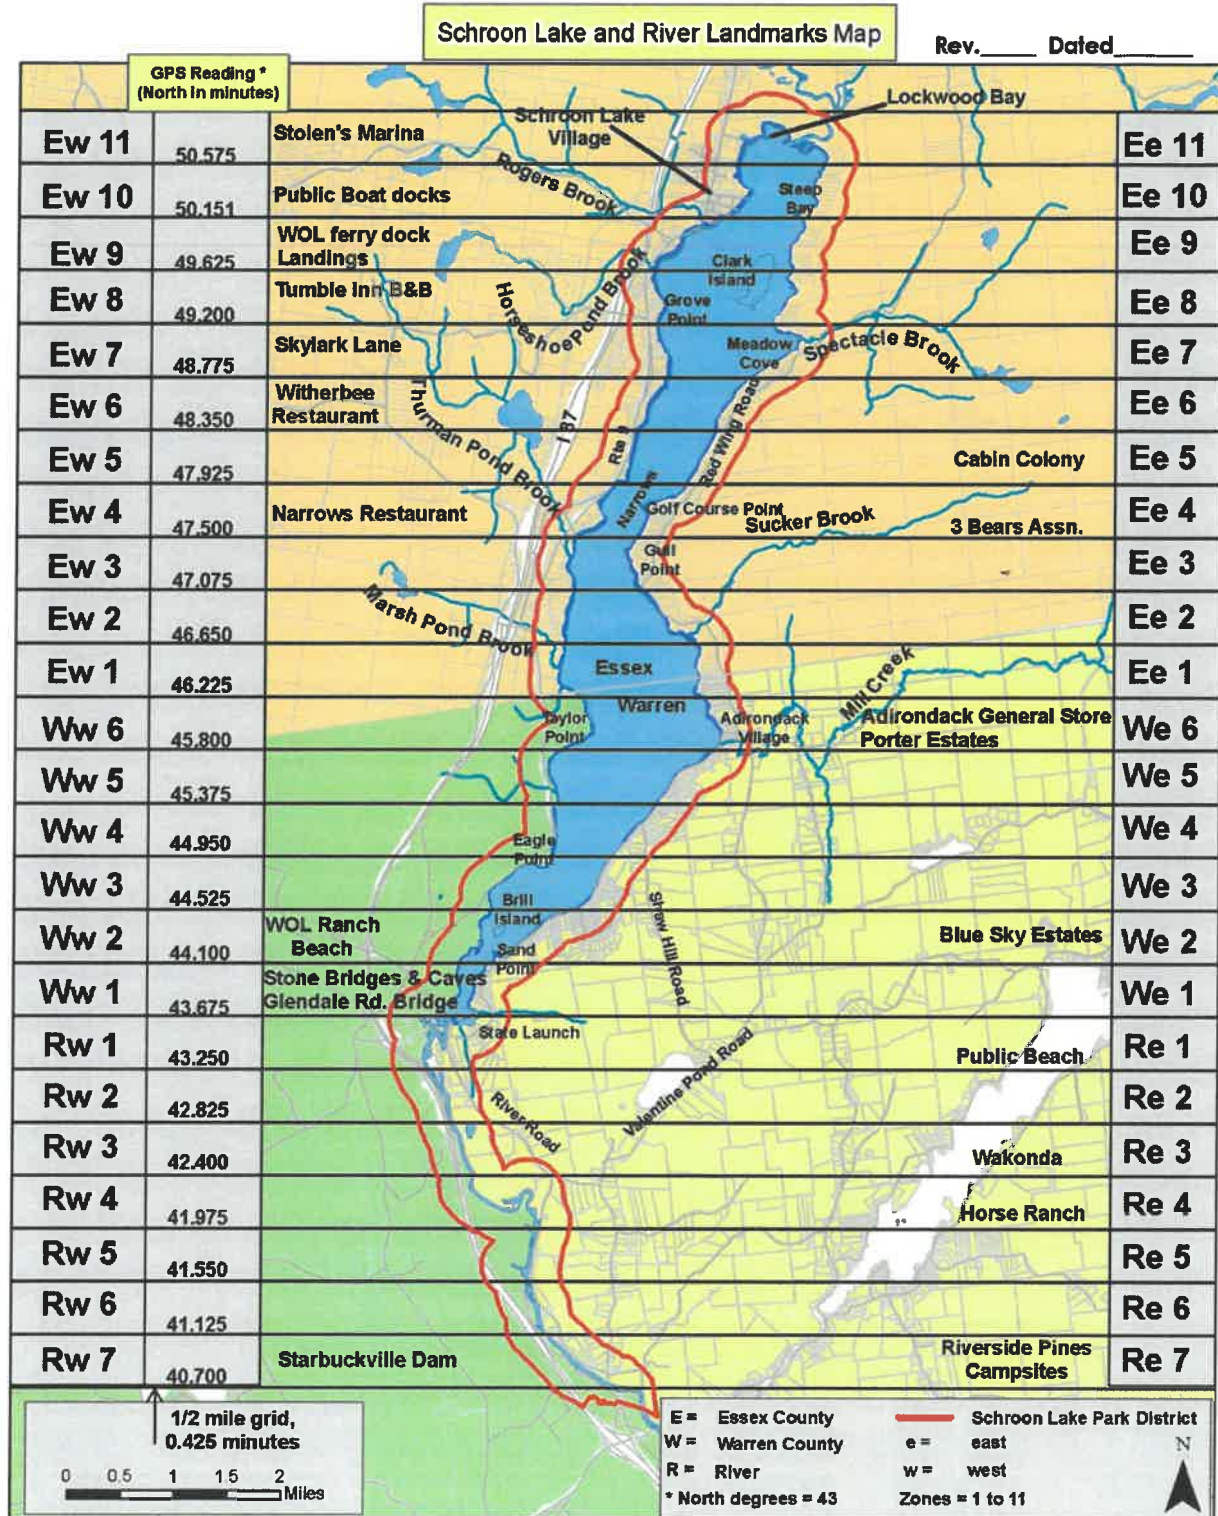 Schroon Lake and River Landmarks Map
Rev._____ Dated_______
GPS Reading *
(North in minutes)
Lockwood Bay
Schroon Lake
Village
Ew 11
50.575
Stolen's Marina
Ee 11
Rogers Brook
Ew 10
50.151
Public Boat docks
Steep
Bay
Ee 10
Ew 9
49.625
WOL ferry dock
Landings
Clark
Island
Ee 9
Ew 8
49.200
Tumble Inn B&B
Horseshoe Pond Brook
Grove
Point
Ee 8
Ew 7
48.775
Skylark Lane
Meadow
Cove
Spectacle Brook
Ee 7
Ew 6
48.350
Witherbee
Restaurant
Thurman Pond Brook
I 87
Rte 9
Red Wing Road
Ee 6
Ew 5
47.925
Cabin Colony
Ee 5
Ew 4
47.500
Narrows Restaurant
Narrows
Golf Course Point
Sucker Brook
3 Bears Assn.
Ee 4
Ew 3
47.075
Gull
Point
Ee 3
Ew 2
46.650
Marsh Pond Brook
Ee 2
Ew 1
46.225
Essex
Mill Creek
Ee 1
Warren
Ww 6
45.800
Taylor
Point
Adirondack
Village
Adirondack General Store
Porter Estates
We 6
Ww 5
45.375
We 5
Ww 4
44.950
Eagle
Point
We 4
Ww 3
44.525
Brill
Island
Shaw Hill Road
We 3
Ww 2
44.100
WOL Ranch
Beach
Sand
Point
Blue Sky Estates
We 2
Ww 1
43.675
Stone Bridges & Caves
Glendale Rd. Bridge
We 1
Rw 1
43.250
State Launch
Valentine Pond Road
Public Beach
Re 1
Rw 2
42.825
River Road
Re 2
Rw 3
42.400
Wakonda
Re 3
Rw 4
41.975
Horse Ranch
Re 4
Rw 5
41.550
Re 5
Rw 6
41.125
Re 6
Rw 7
40.700
Starbuckville Dam
Riverside Pines
Campsites
Re 7
1/2 mile grid,
0.425 minutes
0 0.5 1 1.5 2
Miles
E = Essex County
Schroon Lake Park District
W = Warren County
e = east
R = River
w = west
* North degrees = 43
Zones = 1 to 11
N